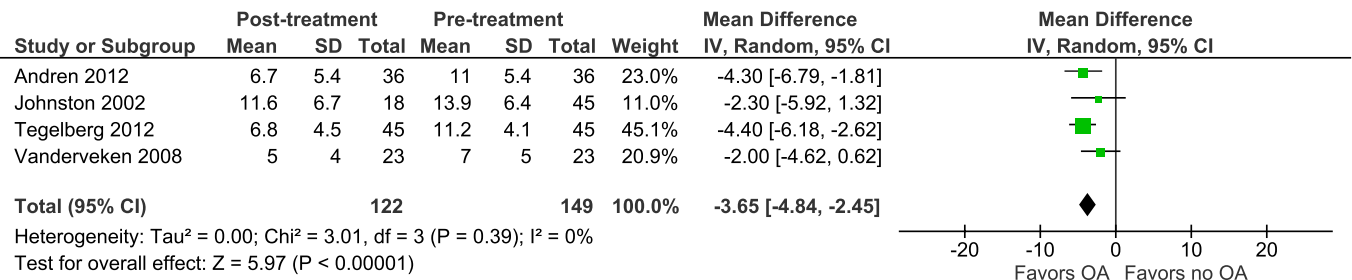 Post-treatment Pre-treatment Mean Difference Mean Difference
Study or Subgroup Mean SD Total Mean SD Total Weight IV, Random, 95% CI IV, Random, 95% CI
Andren 2012 6.7 5.4 36 11 5.4 36 23.0% -4.30 [-6.79, -1.81]
Johnston 2002 11.6 6.7 18 13.9 6.4 45 11.0% -2.30 [-5.92, 1.32]
Tegelberg 2012 6.8 4.5 45 11.2 4.1 45 45.1% -4.40 [-6.18, -2.62]
Vanderveken 2008 5 4 23 7 5 23 20.9% -2.00 [-4.62, 0.62]
Total (95% CI) 122 149 100.0% -3.65 [-4.84, -2.45]
Heterogeneity: Tau² = 0.00; Chi² = 3.01, df = 3 (P = 0.39); I² = 0%
Test for overall effect: Z = 5.97 (P < 0.00001)
-20 -10 0 10 20
Favors OA Favors no OA